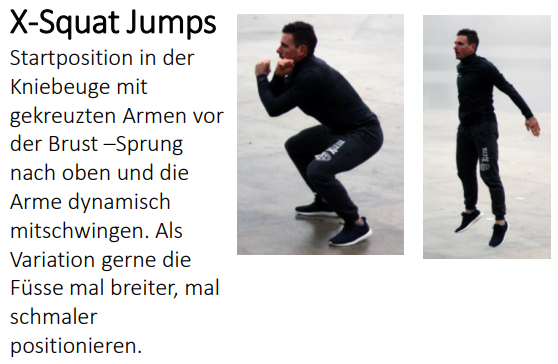 X-Squat Jumps
Startposition in der
Kniebeuge mit
gekreuzten Armen vor
der Brust –Sprung
nach oben und die
Arme dynamisch
mitschwingen. Als
Variation gerne die
Füsse mal breiter, mal
schmaler
positionieren.